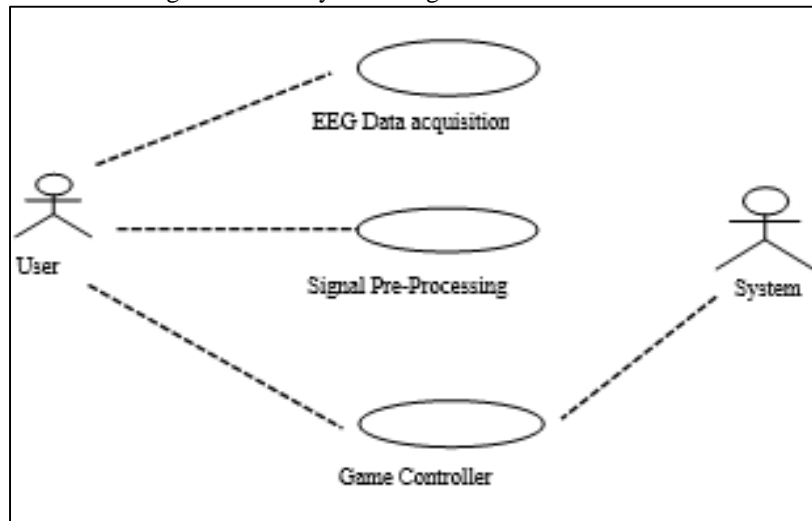 EEG Data acquisition
User
Signal Pre-Processing
System
Game Controller